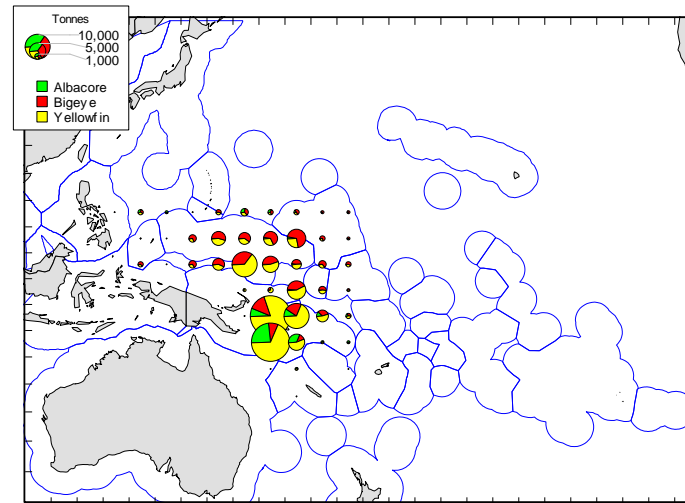 Tonnes
10,000
5,000
1,000
Albacore
Bigeye
Yellowfin